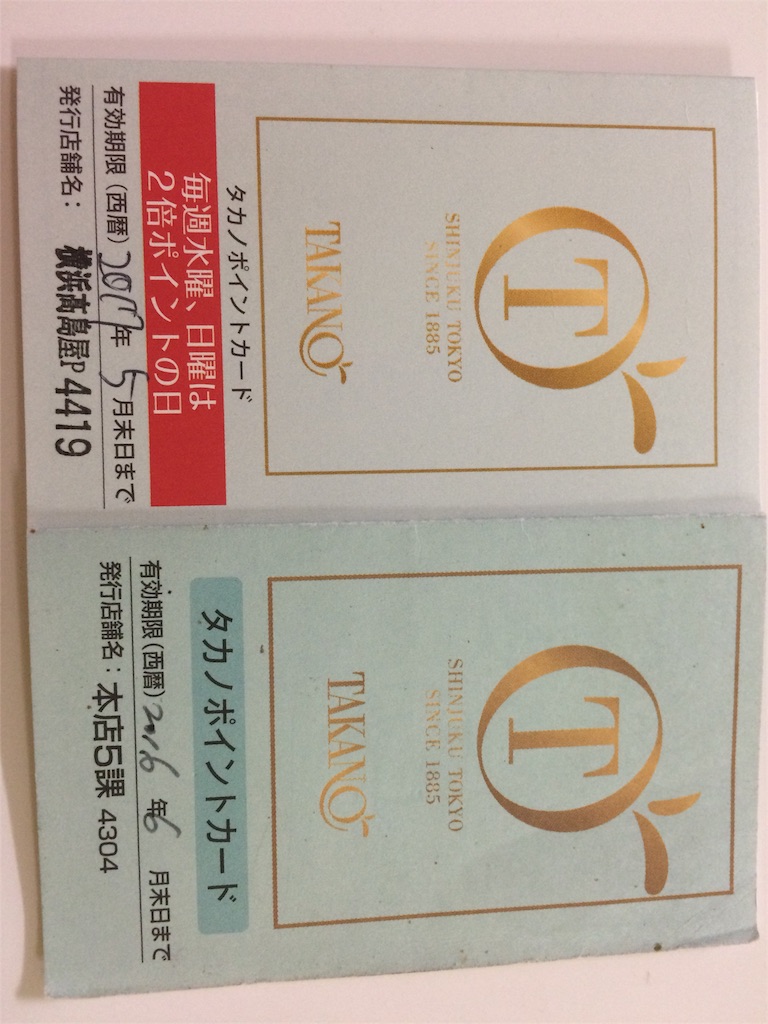 SHINJUKU TOKYO
SINCE 1885
TAKANO
タカノポイントカード
毎週水曜、日曜は
2倍ポイントの日
有効期限(西暦)2017年 5月末日まで
発行店舗名: 横浜高島屋P 4419
SHINJUKU TOKYO
SINCE 1885
TAKANO
タカノポイントカード
有効期限(西暦)2016年6月末日まで
発行店舗名:本店5課 4304